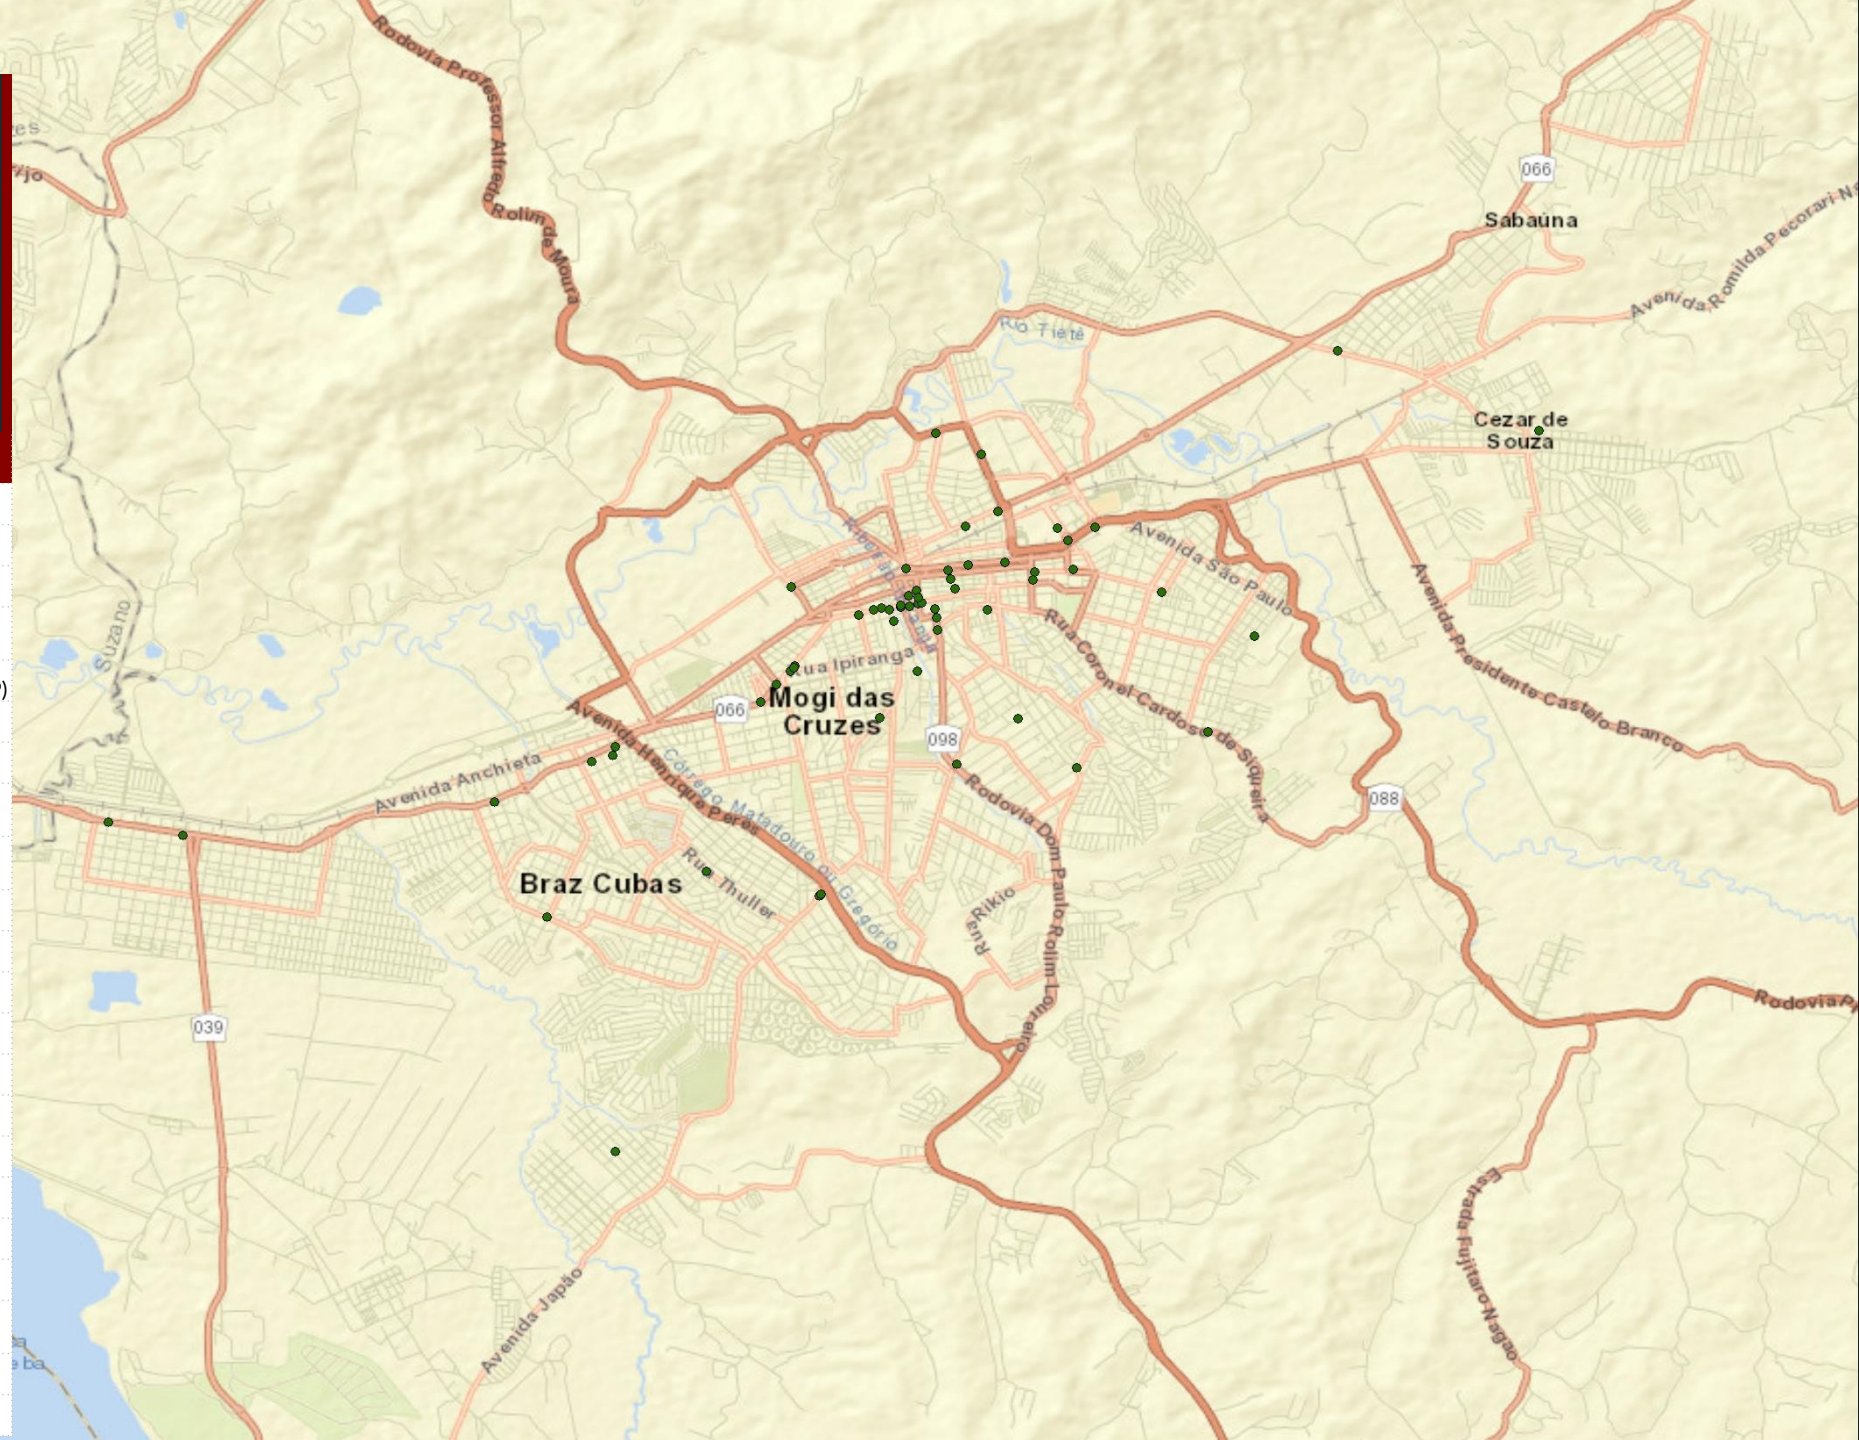 Rodovia Professor Alfredo Rolim de Moura
066
Sabaúna
Avenida Romilda Pecorari N
Rio Tietê
Cezar de
Souza
Avenida São Paulo
Suzano
Rua Ipiranga
Rua Coronel Cardoso de Siqueira
Avenida Presidente Castelo Branco
Mogi das
Cruzes
066
098
Avenida Henrique Peres
Córrego Matadouro ou Gregório
Avenida Anchieta
Rodovia Dom Paulo Rolim Loureiro
088
Braz Cubas
Rua Thuller
Rua Rikio
039
Rodovia P
Estrada Fujitaro Nagao
Avenida Japão